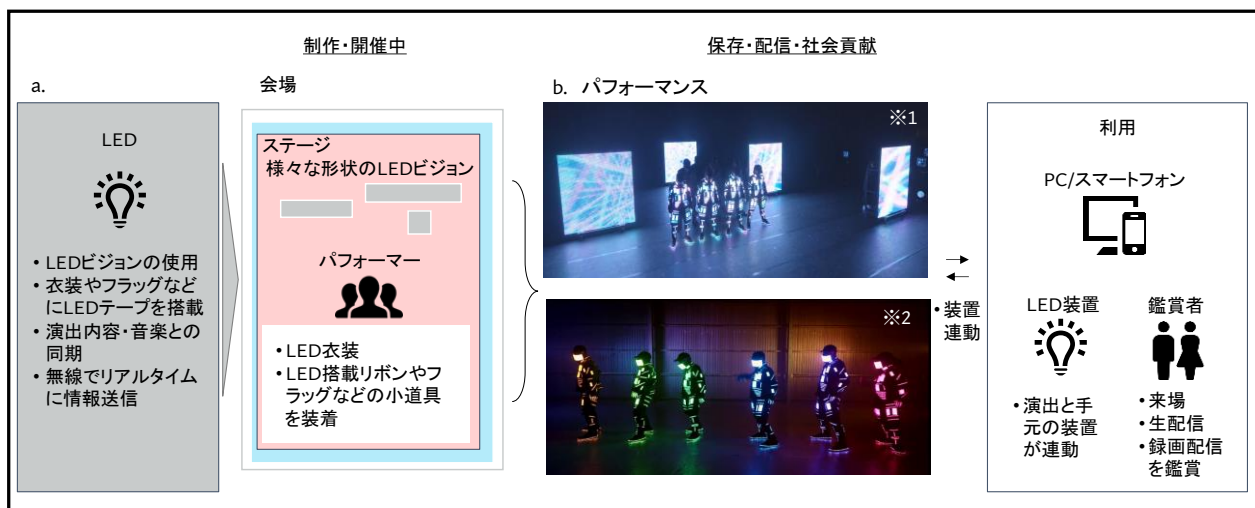 制作・開催中
保存・配信・社会貢献
a.
会場
b. パフォーマンス
LED
・LEDビジョンの使用
・衣装やフラッグなど
にLEDテープを搭載
・演出内容・音楽との
同期
・無線でリアルタイム
に情報送信
ステージ
様々な形状のLEDビジョン
パフォーマー
・LED衣装
・LED搭載リボンやフ
ラッグなどの小道具
を装着
※1
※2
・装置
連動
利用
PC/スマートフォン
LED装置
・演出と手
元の装置
が連動
鑑賞者
・来場
・生配信
・録画配信
を鑑賞